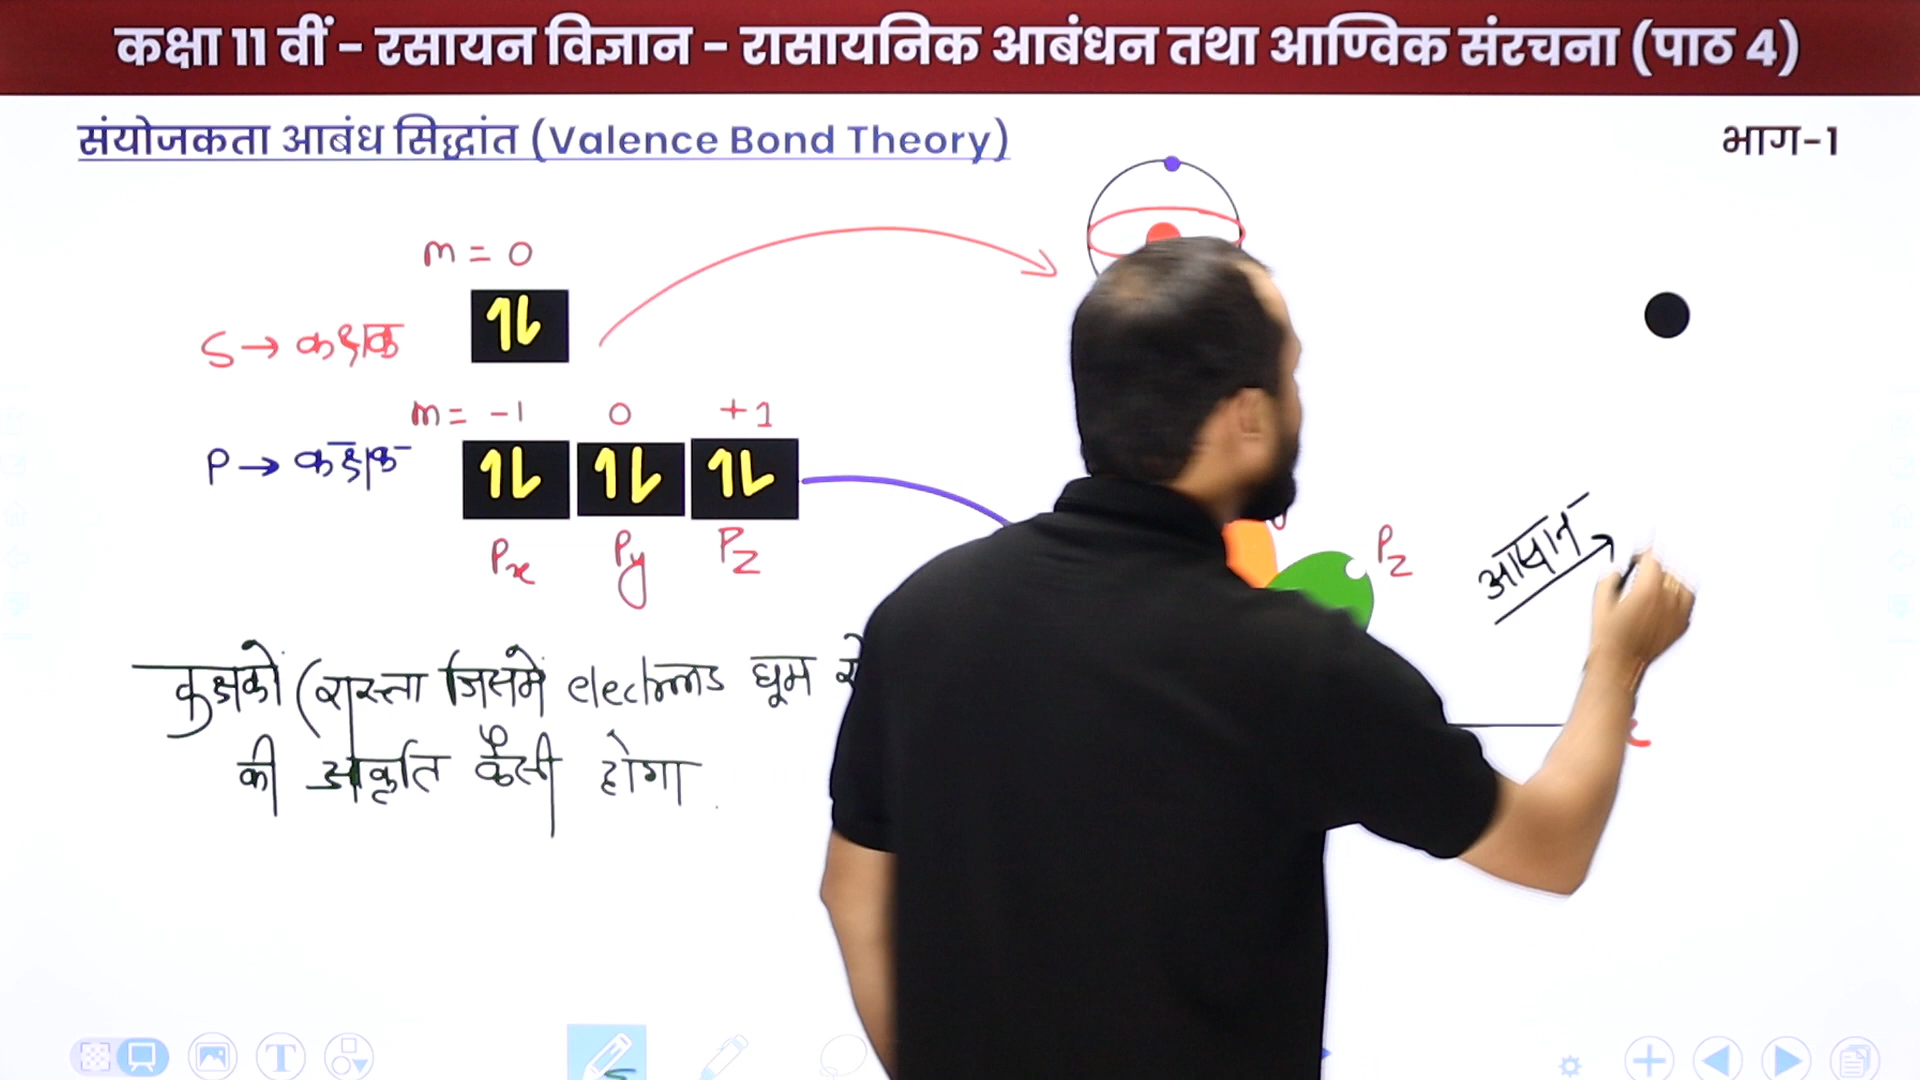 कक्षा 11 वीं - रसायन विज्ञान - रासायनिक आबंधन तथा आण्विक संरचना (पाठ 4)
संयोजकता आबंध सिद्धांत (Valence Bond Theory)
भाग-1
m = 0
S → कक्षक
m = -1 0 +1
P → कक्षक
Px Py Pz
Pz
कक्षकों (रास्ता जिसमें electrons घूम
की आकृति कैसी होगा
T